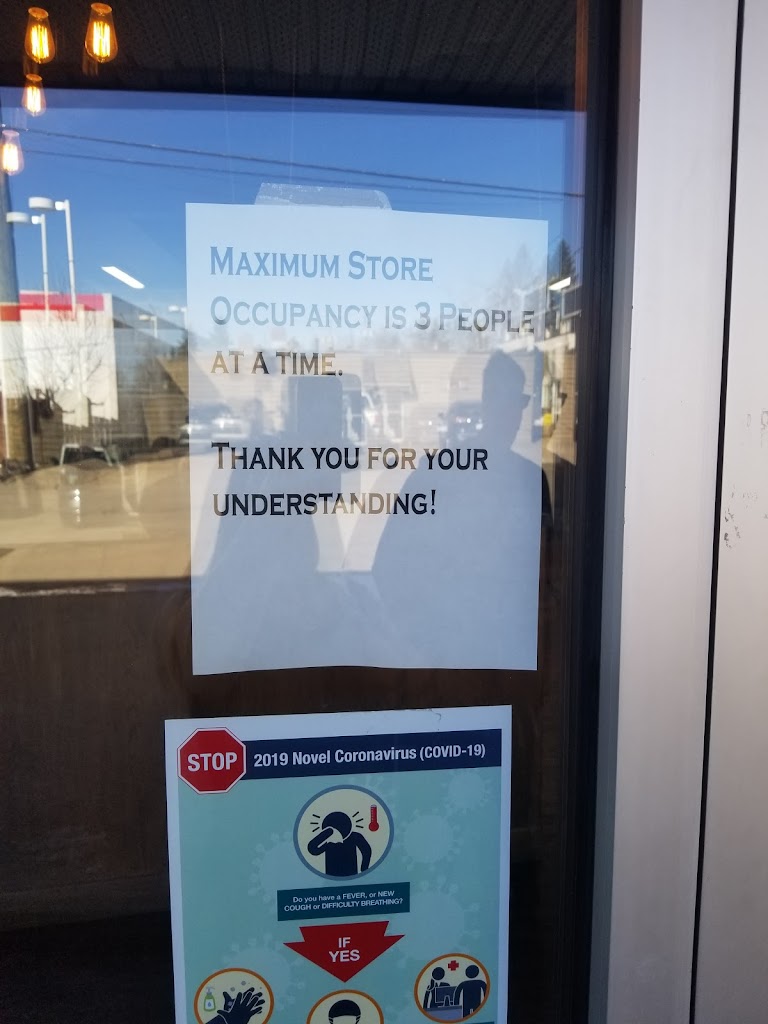 Maximum Store
Occupancy is 3 People
at a time.
Thank you for your
understanding!
STOP
2019 Novel Coronavirus (COVID-19)
Do you have a FEVER, or NEW
COUGH or DIFFICULTY BREATHING?
IF
YES